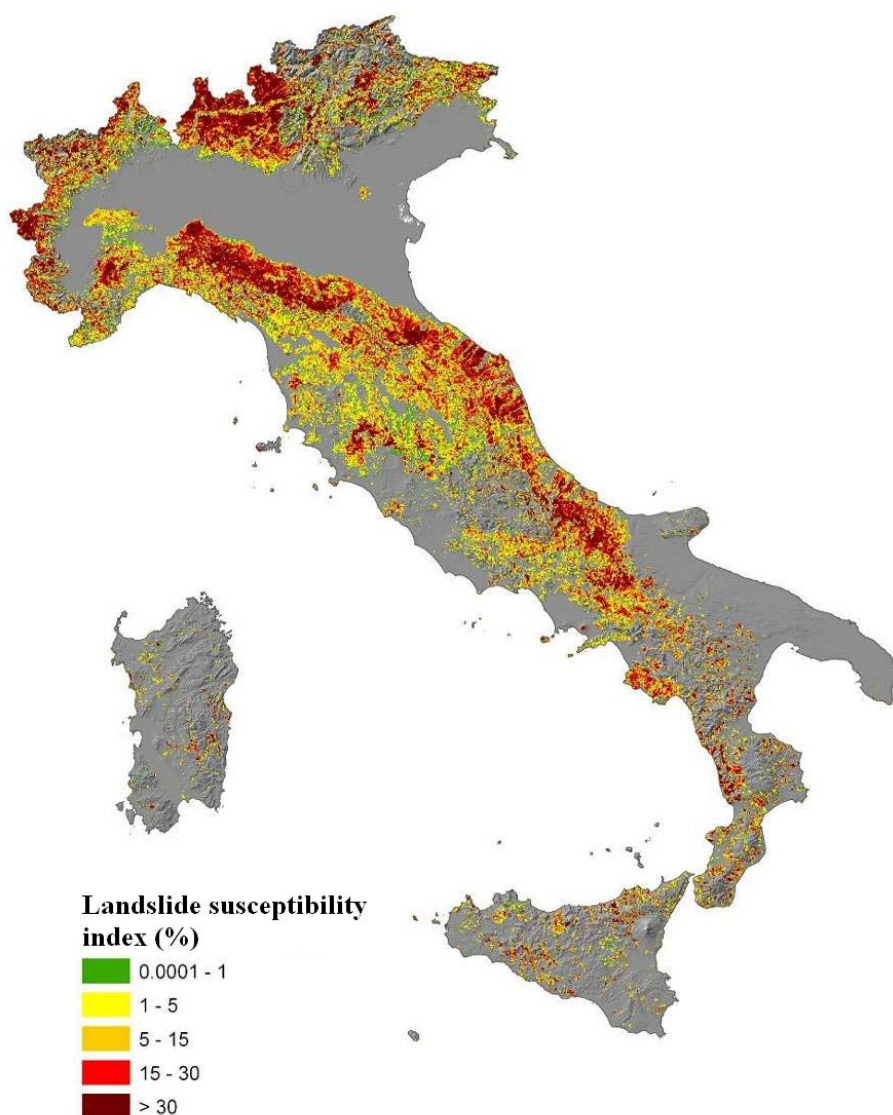 Landslide susceptibility
index (%)
0.0001 - 1
1 - 5
5 - 15
15 - 30
> 30